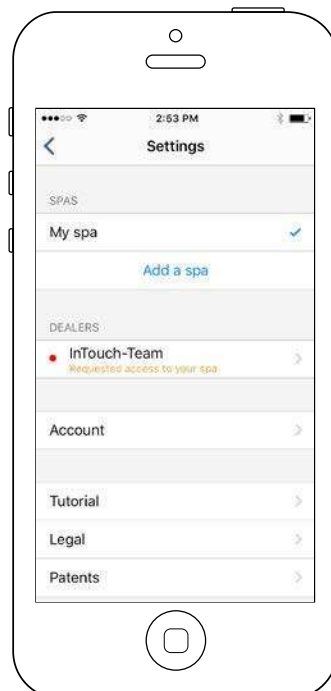 2:53 PM
Settings
SPAS
My spa
Add a spa
DEALERS
InTouch-Team
Requested access to your spa
Account
Tutorial
Legal
Patents